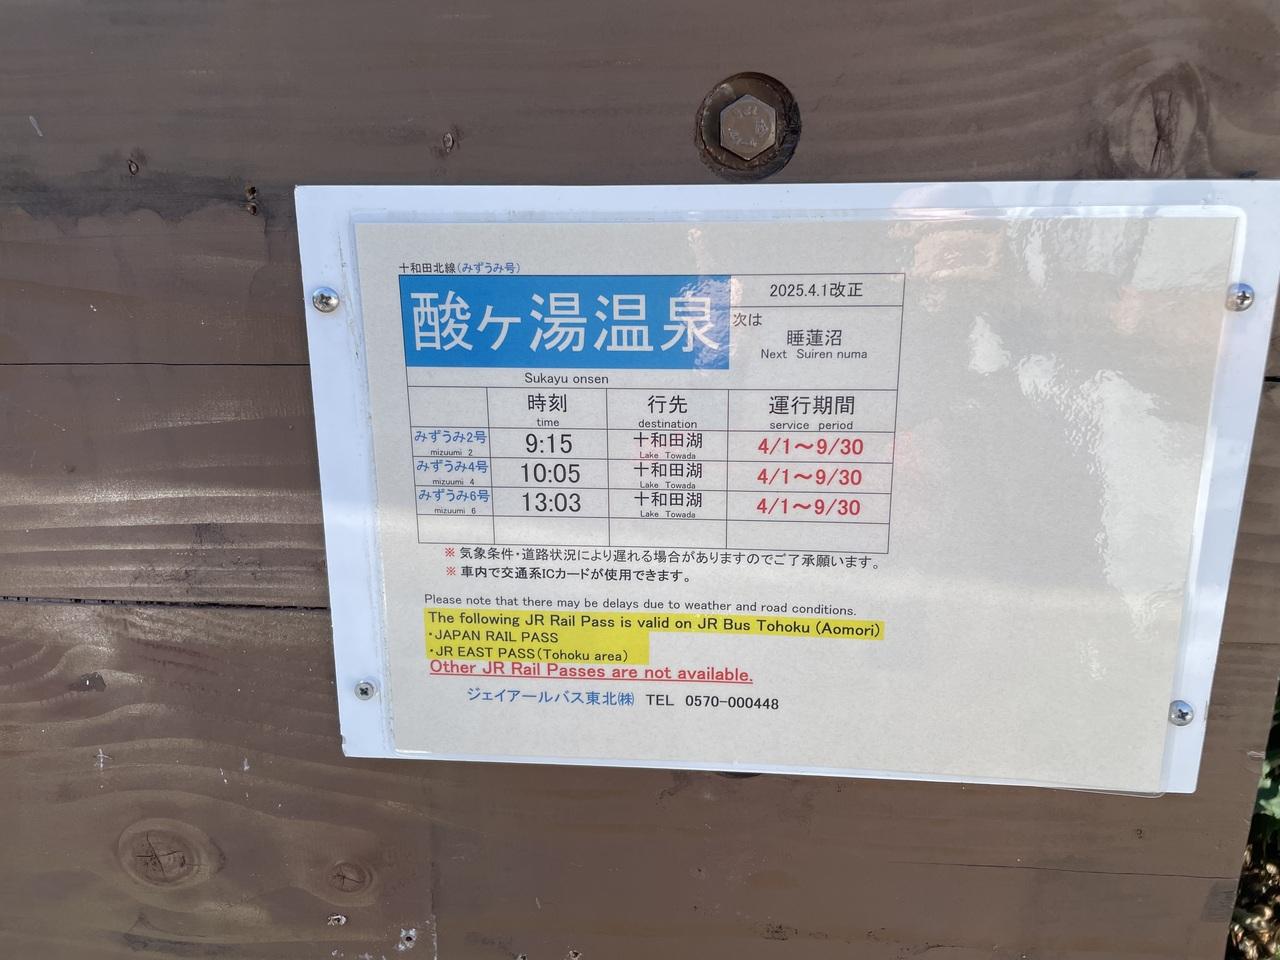 十和田北線(みずうみ号)
酸ヶ湯温泉
2025.4.1改正
次は
睡蓮沼
Next Suiren numa
Sukayu onsen
時刻 行先 運行期間
time destination service period
みずうみ2号 9:15 十和田湖 4/1〜9/30
mizuumi 2 Lake Towada
みずうみ4号 10:05 十和田湖 4/1〜9/30
mizuumi 4 Lake Towada
みずうみ6号 13:03 十和田湖 4/1〜9/30
mizuumi 6 Lake Towada
※ 気象条件・道路状況により遅れる場合がありますのでご了承願います。
※ 車内で交通系ICカードが使用できます。
Please note that there may be delays due to weather and road conditions.
The following JR Rail Pass is valid on JR Bus Tohoku (Aomori)
・JAPAN RAIL PASS
・JR EAST PASS(Tohoku area)
Other JR Rail Passes are not available.
ジェイアールバス東北㈱ TEL 0570-000448